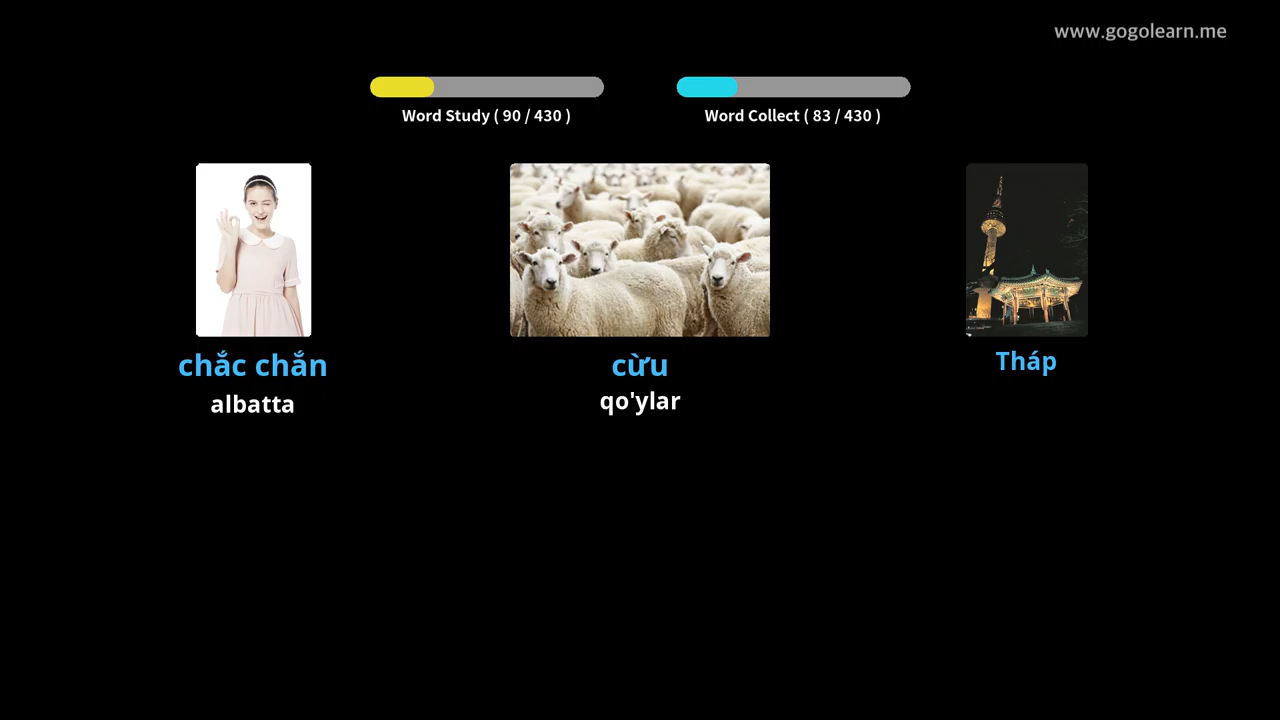 www.gogolearn.me
Word Study ( 90 / 430 )
Word Collect ( 83 / 430 )
chắc chắn
albatta
cừu
qo'ylar
Tháp